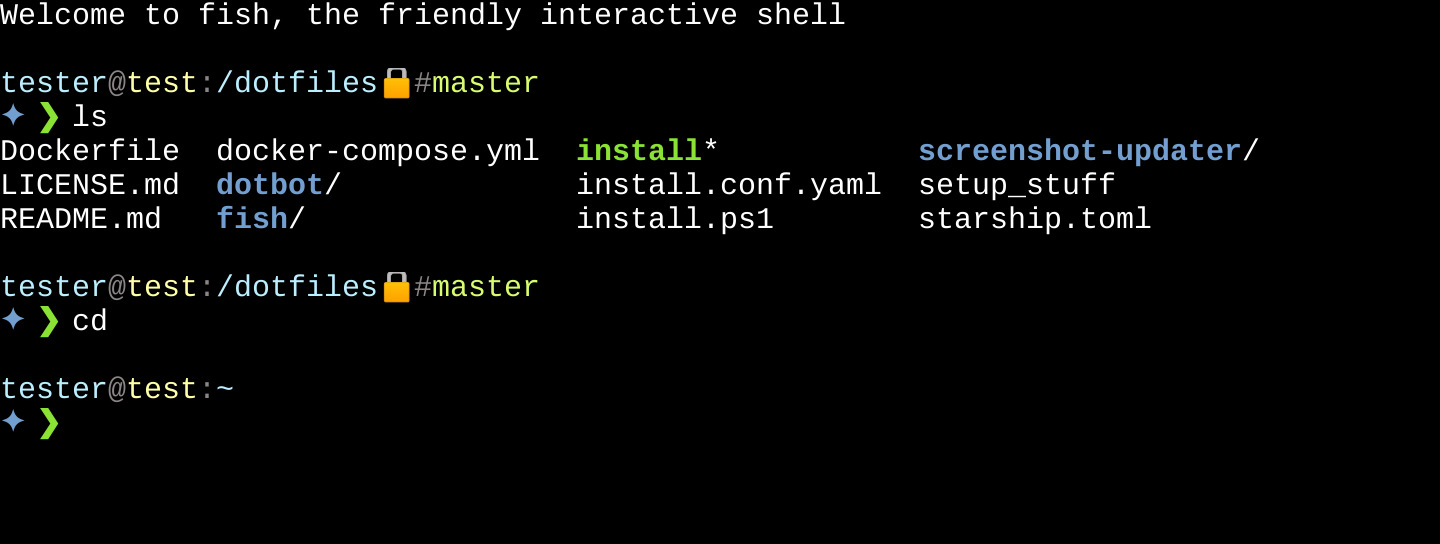 Welcome to fish, the friendly interactive shell
tester@test:/dotfiles🔒#master
✦ ❯ ls
Dockerfile  docker-compose.yml  install*           screenshot-updater/
LICENSE.md  dotbot/             install.conf.yaml  setup_stuff
README.md   fish/               install.ps1        starship.toml
tester@test:/dotfiles🔒#master
✦ ❯ cd
tester@test:~
✦ ❯